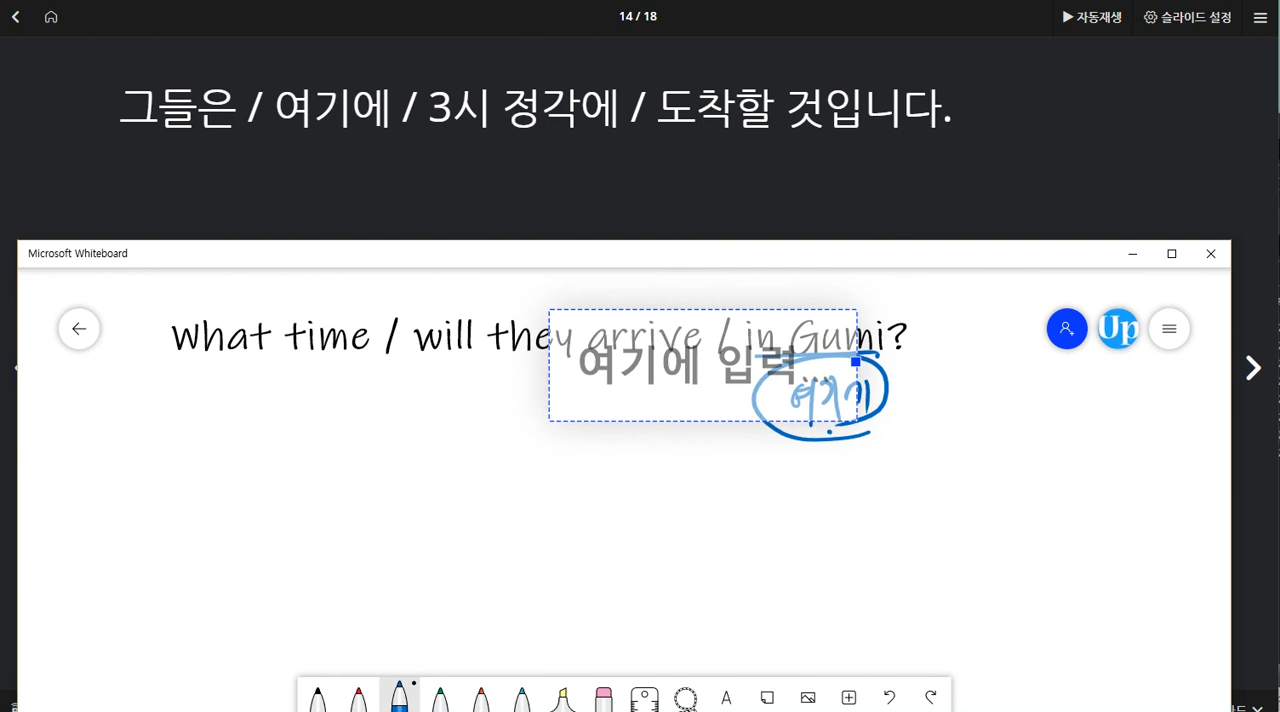 14 / 18
자동재생
슬라이드 설정
그들은 / 여기에 / 3시 정각에 / 도착할 것입니다.
Microsoft Whiteboard
What time / will they arrive / in Gumi?
Up
여기에 입력...
여기
A